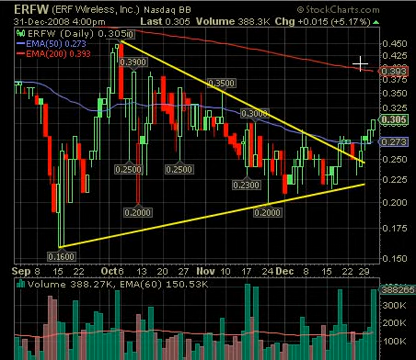 ERFW (ERF Wireless, Inc.) Nasdaq BB
© StockCharts.com
31-Dec-2008 4:00pm Last 0.305 Volume 388.3K Chg +0.015 (+5.17%)
ERFW (Daily) 0.305
EMA(50) 0.273
EMA(200) 0.393
0.3900
0.3500
0.3000
0.2500
0.2500
0.2300
0.2000
0.2000
0.1600
0.450
0.425
0.393
0.375
0.350
0.325
0.305
0.273
0.250
0.225
0.200
0.175
0.150
Sep 8 15 22 Oct 6 13 20 27 Nov 10 17 24 Dec 8 15 22 29
Volume 388.27K, EMA(60) 150.53K
388265
300K
200K
100K